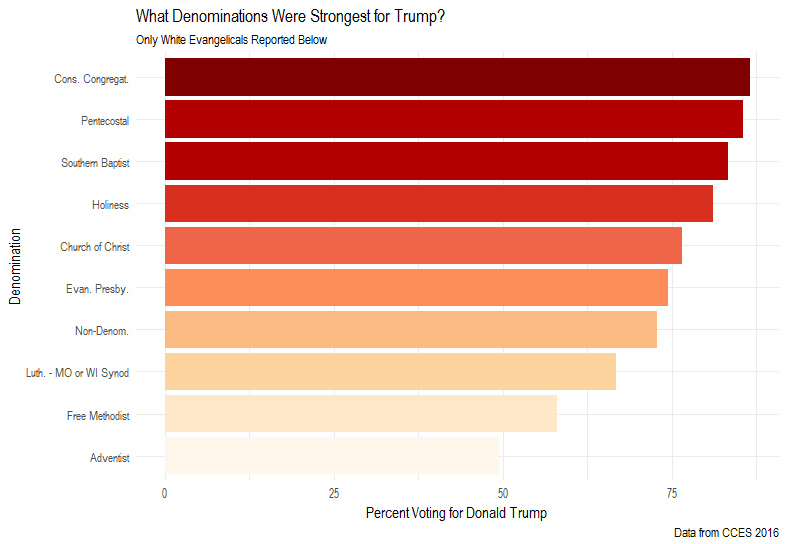 What Denominations Were Strongest for Trump?
Only White Evangelicals Reported Below
Denomination
Cons. Congregat.
Pentecostal
Southern Baptist
Holiness
Church of Christ
Evan. Presby.
Non-Denom.
Luth. - MO or WI Synod
Free Methodist
Adventist
0 25 50 75
Percent Voting for Donald Trump
Data from CCES 2016